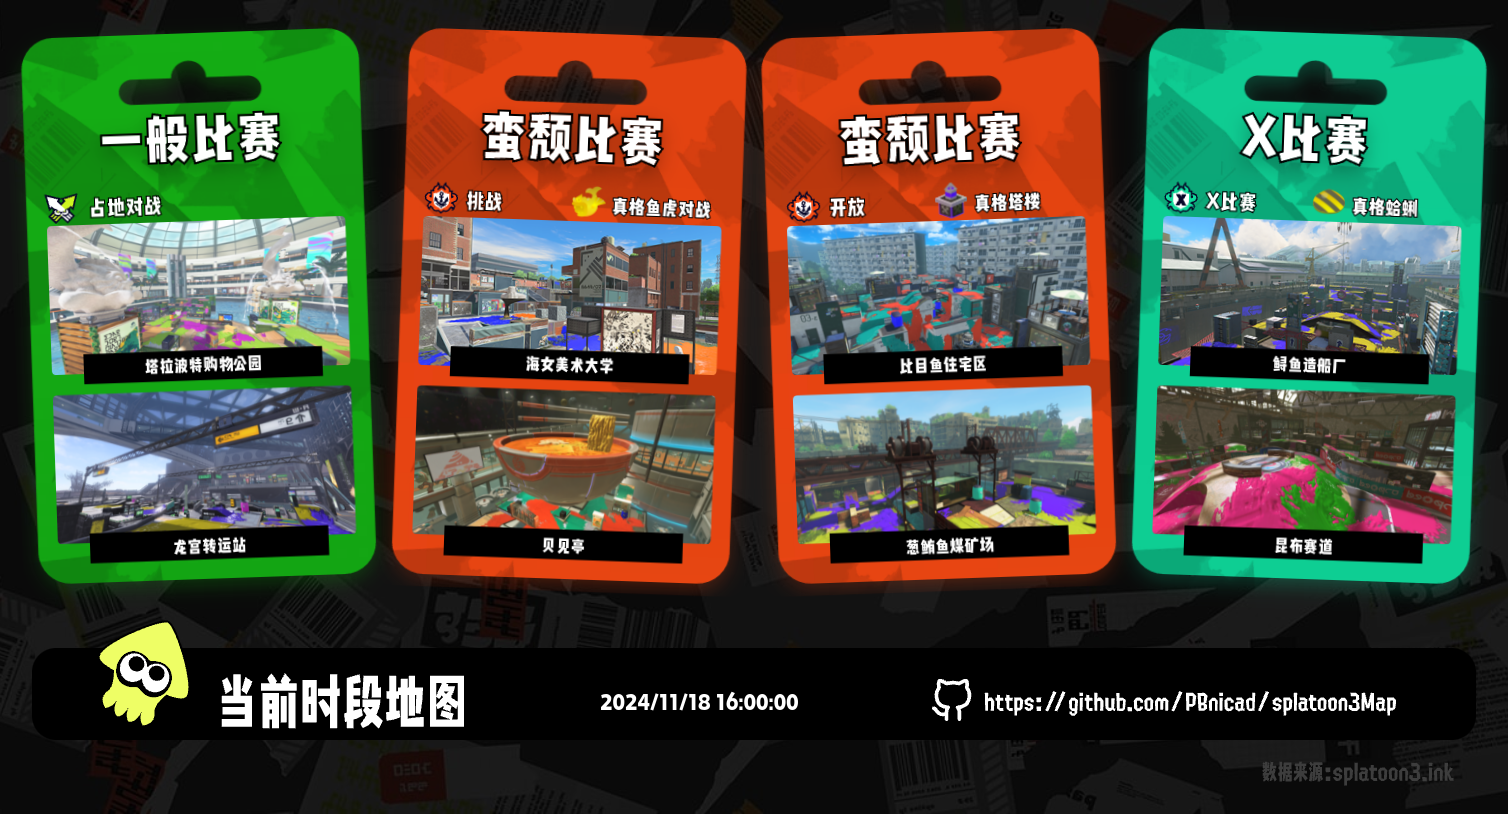 一般比赛
占地对战
塔拉波特购物公园
龙宫转运站
蛮颓比赛
挑战
真格鱼虎对战
海女美术大学
贝见亭
蛮颓比赛
开放
真格塔楼
比目鱼住宅区
葱鲔鱼煤矿场
X比赛
X比赛
真格蛤蜊
鲟鱼造船厂
昆布赛道
当前时段地图
2024/11/18 16:00:00
https://github.com/PBnicad/splatoon3Map
数据来源:splatoon3.ink